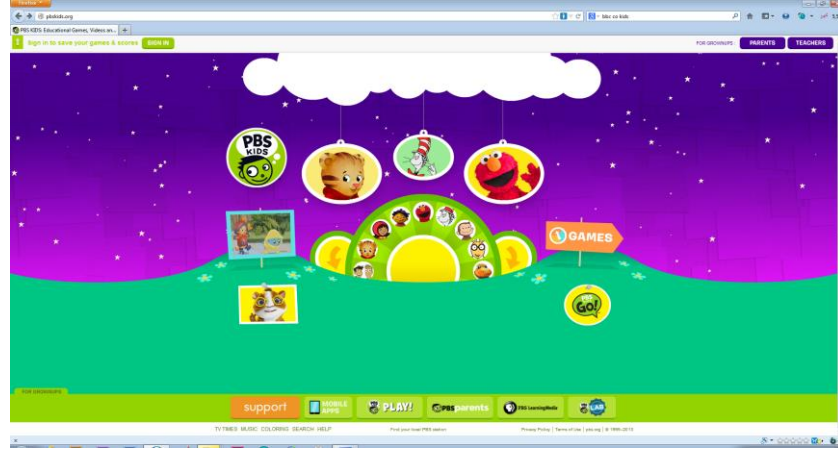 Firefox
pbskids.org
bbc co kids
PBS KIDS: Educational Games, Videos an...
Sign in to save your games & scores SIGN IN
FOR GROWNUPS: PARENTS TEACHERS
PBS
KIDS
GAMES
PBS
Go!
FOR GROWNUPS
support
MOBILE
APPS
PLAY!
PBS parents
PBS LearningMedia
LAB
TV TIMES MUSIC COLORING SEARCH HELP
Find your local PBS station
Privacy Policy | Terms of Use | pbs.org | © 1995-2013